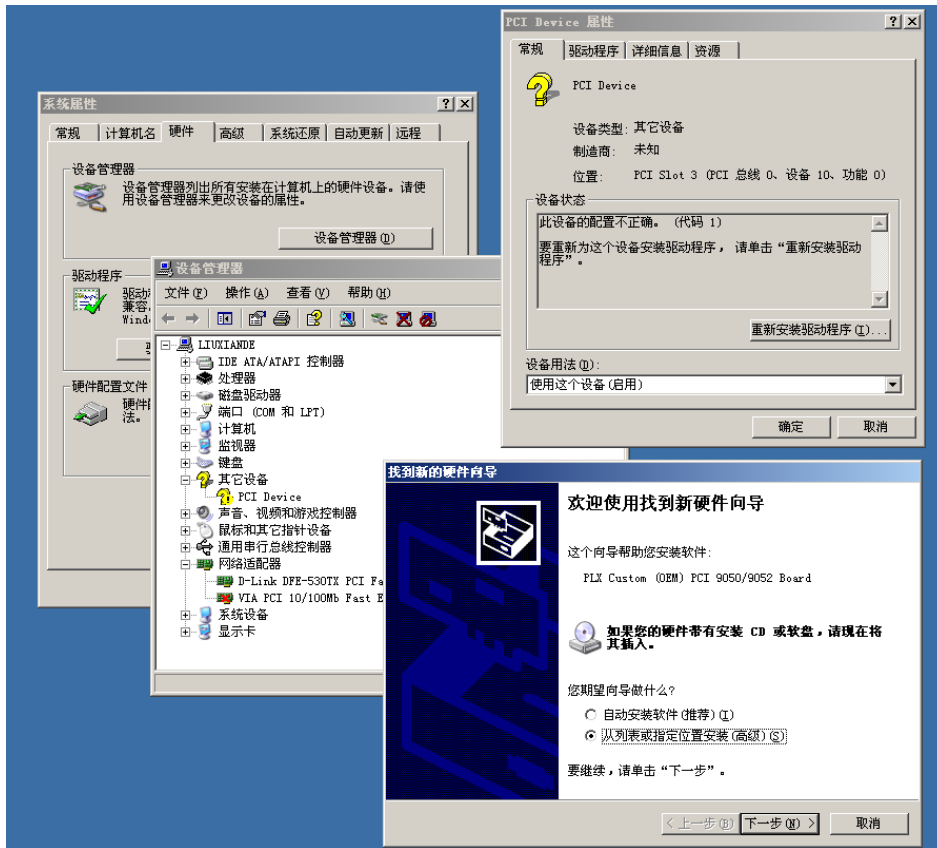 系统属性
常规
计算机名
硬件
高级
系统还原
自动更新
远程
设备管理器
设备管理器列出所有安装在计算机上的硬件设备。请使
用设备管理器来更改设备的属性。
设备管理器(D)
驱动程序
兼容
硬件配置文件
法。
设备管理器
文件(F) 操作(A) 查看(V) 帮助(H)
LIUXIANDE
IDE ATA/ATAPI 控制器
处理器
磁盘驱动器
端口 (COM 和 LPT)
计算机
监视器
键盘
其它设备
PCI Device
声音、视频和游戏控制器
鼠标和其它指针设备
通用串行总线控制器
网络适配器
D-Link DFE-530TX PCI Fa
VIA PCI 10/100Mb Fast E
系统设备
显示卡
PCI Device 属性
常规
驱动程序
详细信息
资源
PCI Device
设备类型: 其它设备
制造商: 未知
位置: PCI Slot 3 (PCI 总线 0、设备 10、功能 0)
设备状态
此设备的配置不正确。 (代码 1)
要重新为这个设备安装驱动程序, 请单击“重新安装驱动
程序”。
重新安装驱动程序(I)...
设备用法(D):
使用这个设备(启用)
确定
取消
找到新的硬件向导
欢迎使用找到新硬件向导
这个向导帮助您安装软件:
PLX Custom (OEM) PCI 9050/9052 Board
如果您的硬件带有安装 CD 或软盘,请现在将
其插入。
您期望向导做什么?
自动安装软件(推荐)(I)
从列表或指定位置安装(高级)(S)
要继续,请单击“下一步”。
< 上一步(B)
下一步(N) >
取消